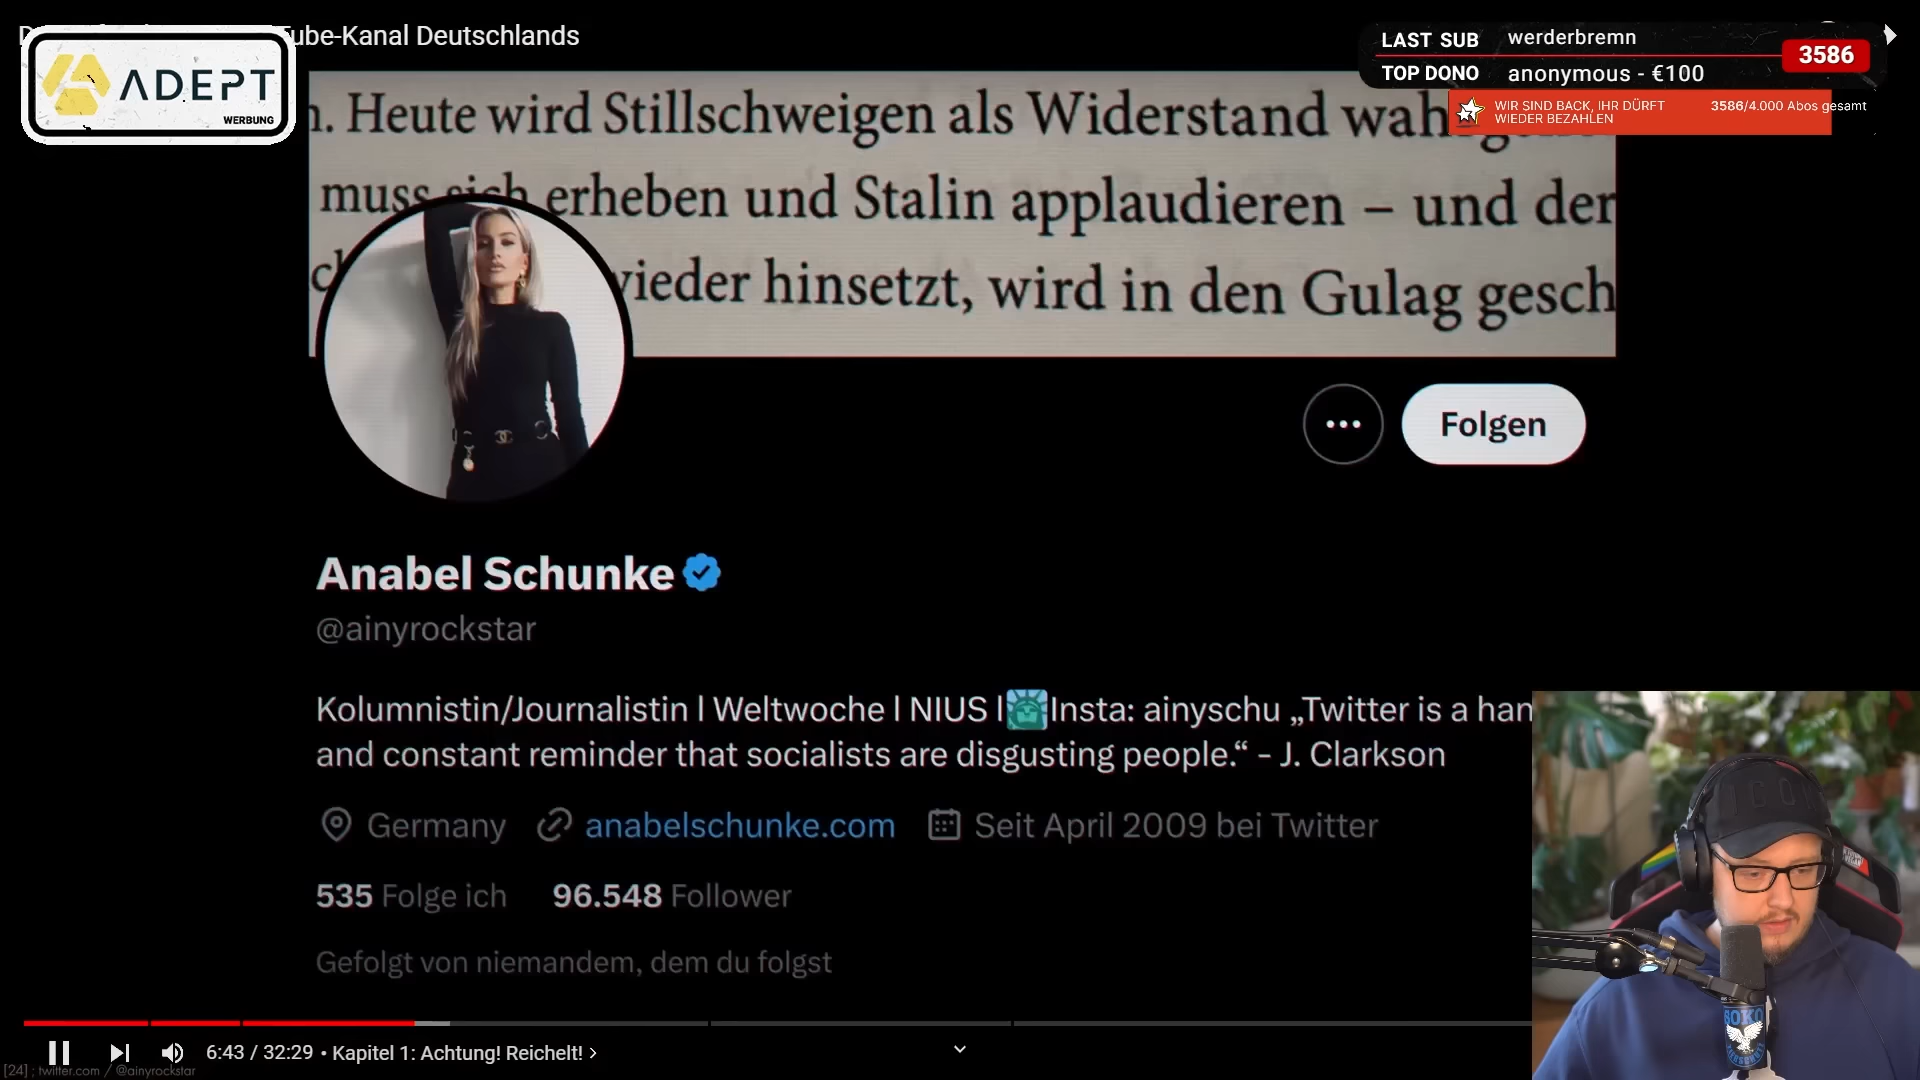 ube-Kanal Deutschlands
ADEPT
WERBUNG
LAST SUB werderbremn
TOP DONO anonymous - €100
3586
WIR SIND BACK, IHR DÜRFT
WIEDER BEZAHLEN
3586/4.000 Abos gesamt
n. Heute wird Stillschweigen als Widerstand wah
muss sich erheben und Stalin applaudieren – und der
wieder hinsetzt, wird in den Gulag gesch
Folgen
Anabel Schunke
@ainyrockstar
Kolumnistin/Journalistin l Weltwoche l NIUS l🗽Insta: ainyschu „Twitter is a han
and constant reminder that socialists are disgusting people.“ - J. Clarkson
Germany anabelschunke.com Seit April 2009 bei Twitter
535 Folge ich 96.548 Follower
Gefolgt von niemandem, dem du folgst
6:43 / 32:29 • Kapitel 1: Achtung! Reichelt! >
[24] ; twitter.com / @ainyrockstar
ICON
SOKO